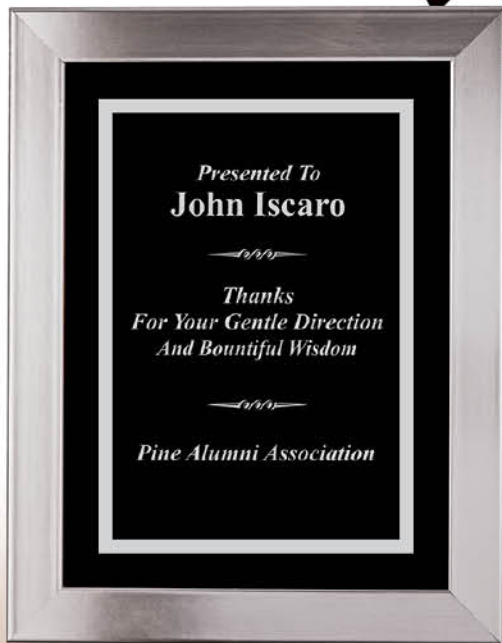 Presented To
John Iscaro
Thanks
For Your Gentle Direction
And Bountiful Wisdom
Pine Alumni Association